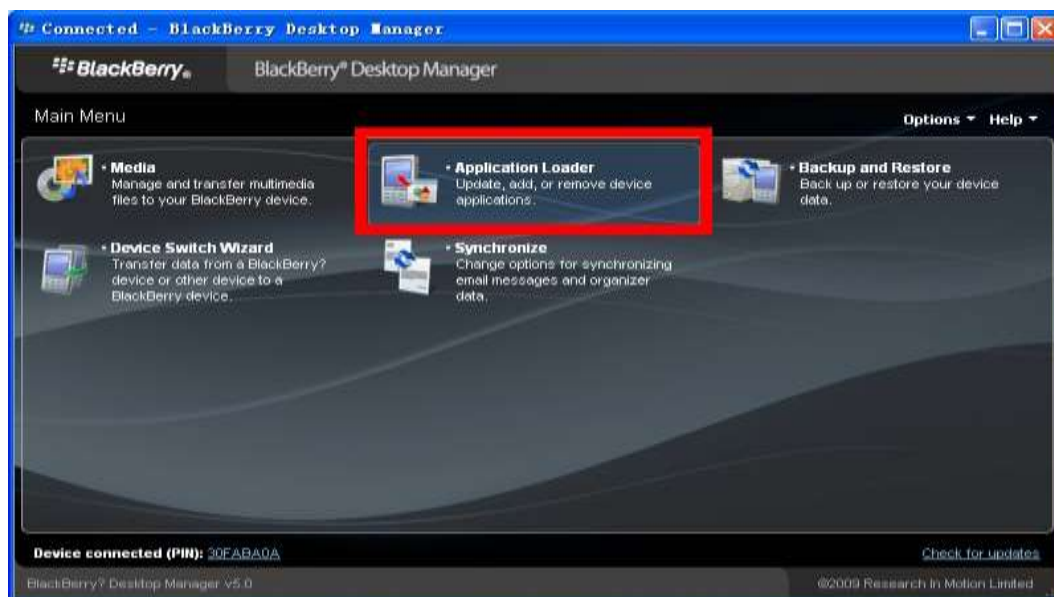 Connected - BlackBerry Desktop Manager
BlackBerry® BlackBerry® Desktop Manager
Main Menu
Options Help
Media
Manage and transfer multimedia
files to your BlackBerry device.
Application Loader
Update, add, or remove device
applications.
Backup and Restore
Back up or restore your device
data.
Device Switch Wizard
Transfer data from a BlackBerry?
device or other device to a
BlackBerry device.
Synchronize
Change options for synchronizing
email messages and organizer
data.
Device connected (PIN): 30FABA0A
Check for updates
BlackBerry? Desktop Manager v5.0
©2009 Research In Motion Limited